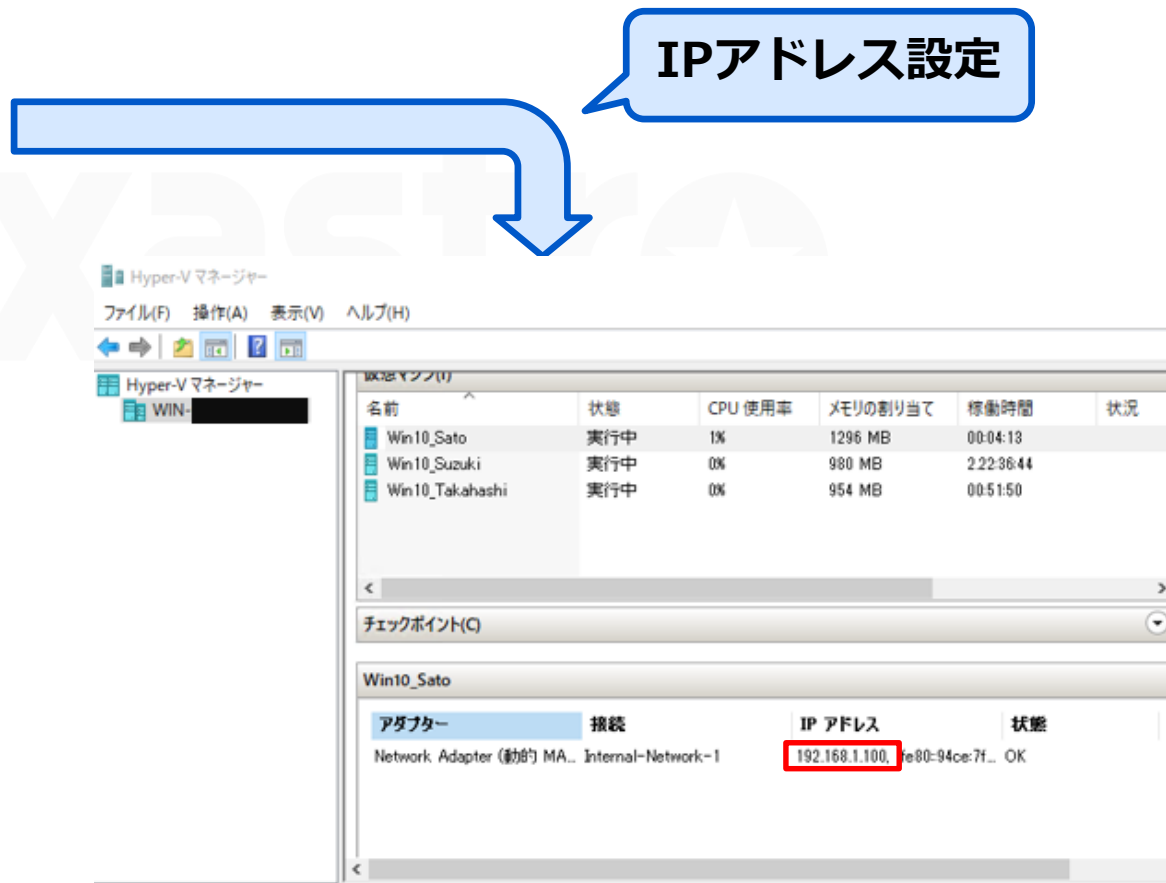 IPアドレス設定
xastro
Hyper-V マネージャー
ファイル(F) 操作(A) 表示(V) ヘルプ(H)
Hyper-V マネージャー
WIN-
仮想マシン(I)
名前 状態 CPU 使用率 メモリの割り当て 稼働時間 状況
Win10_Sato 実行中 1% 1296 MB 00:04:13
Win10_Suzuki 実行中 0% 980 MB 2.22:36:44
Win10_Takahashi 実行中 0% 954 MB 00:51:50
チェックポイント(C)
Win10_Sato
アダプター 接続 IP アドレス 状態
Network Adapter (動的 MA... Internal-Network-1 192.168.1.100, fe80::94ce:7f... OK